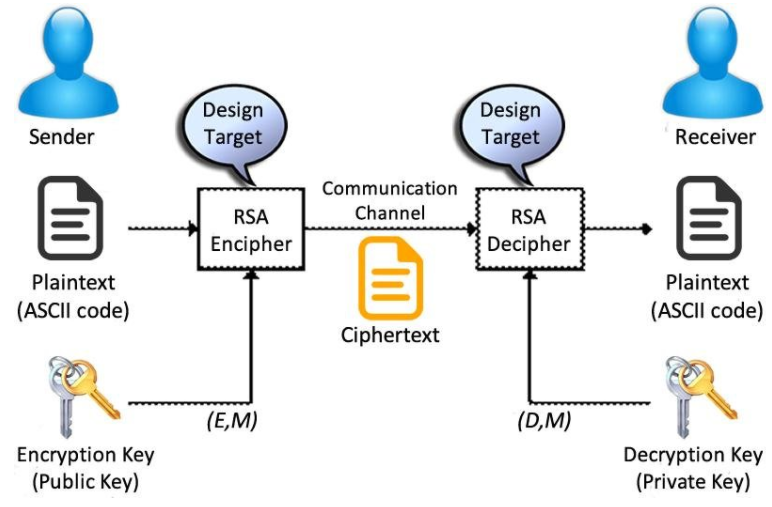 Sender
Design
Target
Design
Target
Receiver
RSA
Encipher
Communication
Channel
RSA
Decipher
Plaintext
(ASCII code)
Ciphertext
Plaintext
(ASCII code)
(E,M)
(D,M)
Encryption Key
(Public Key)
Decryption Key
(Private Key)